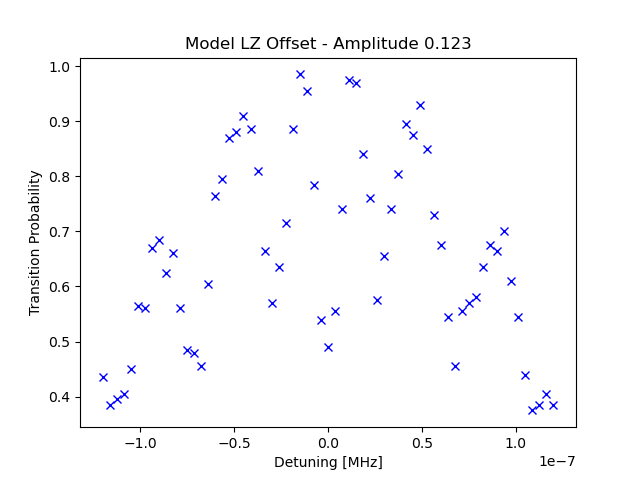 Model LZ Offset - Amplitude 0.123
Transition Probability
1.0
0.9
0.8
0.7
0.6
0.5
0.4
−1.0 −0.5 0.0 0.5 1.0
1e−7
Detuning [MHz]